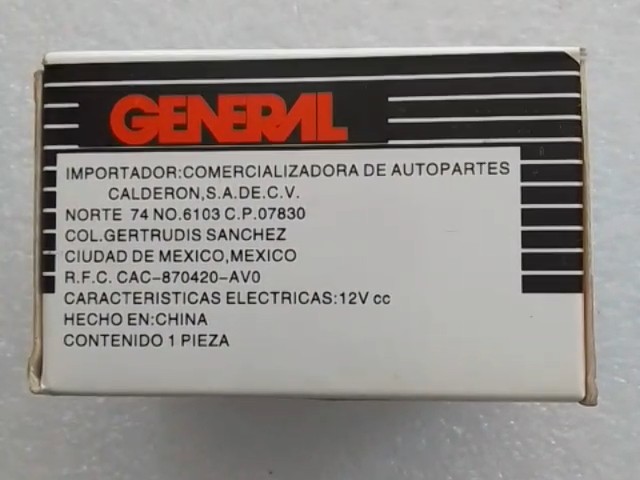 GENERAL
IMPORTADOR:COMERCIALIZADORA DE AUTOPARTES
CALDERON,S.A.DE.C.V.
NORTE 74 NO.6103 C.P.07830
COL.GERTRUDIS SANCHEZ
CIUDAD DE MEXICO,MEXICO
R.F.C. CAC-870420-AV0
CARACTERISTICAS ELECTRICAS:12V cc
HECHO EN:CHINA
CONTENIDO 1 PIEZA